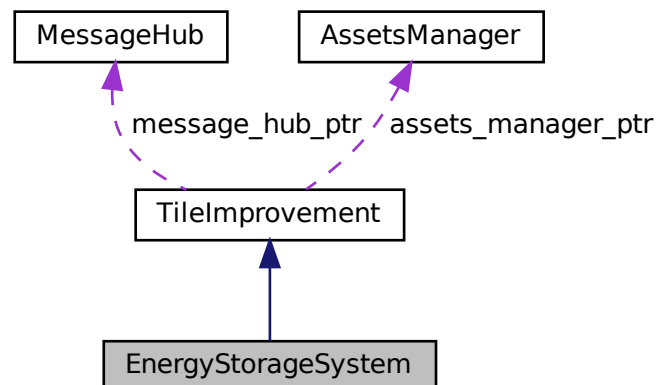 MessageHub
AssetsManager
message_hub_ptr
assets_manager_ptr
TileImprovement
EnergyStorageSystem